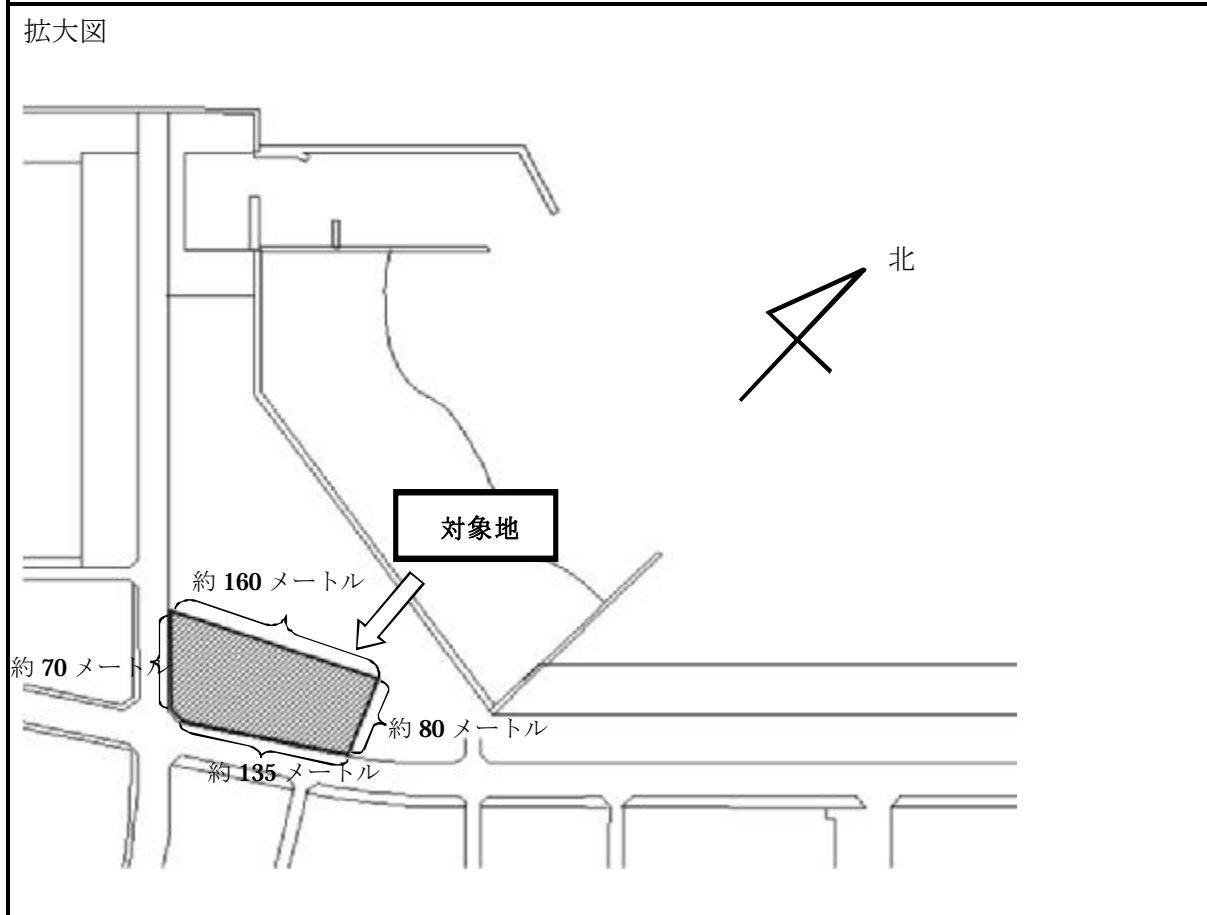 拡大図
北
対象地
約 160 メートル
約 70 メートル
約 80 メートル
約 135 メートル